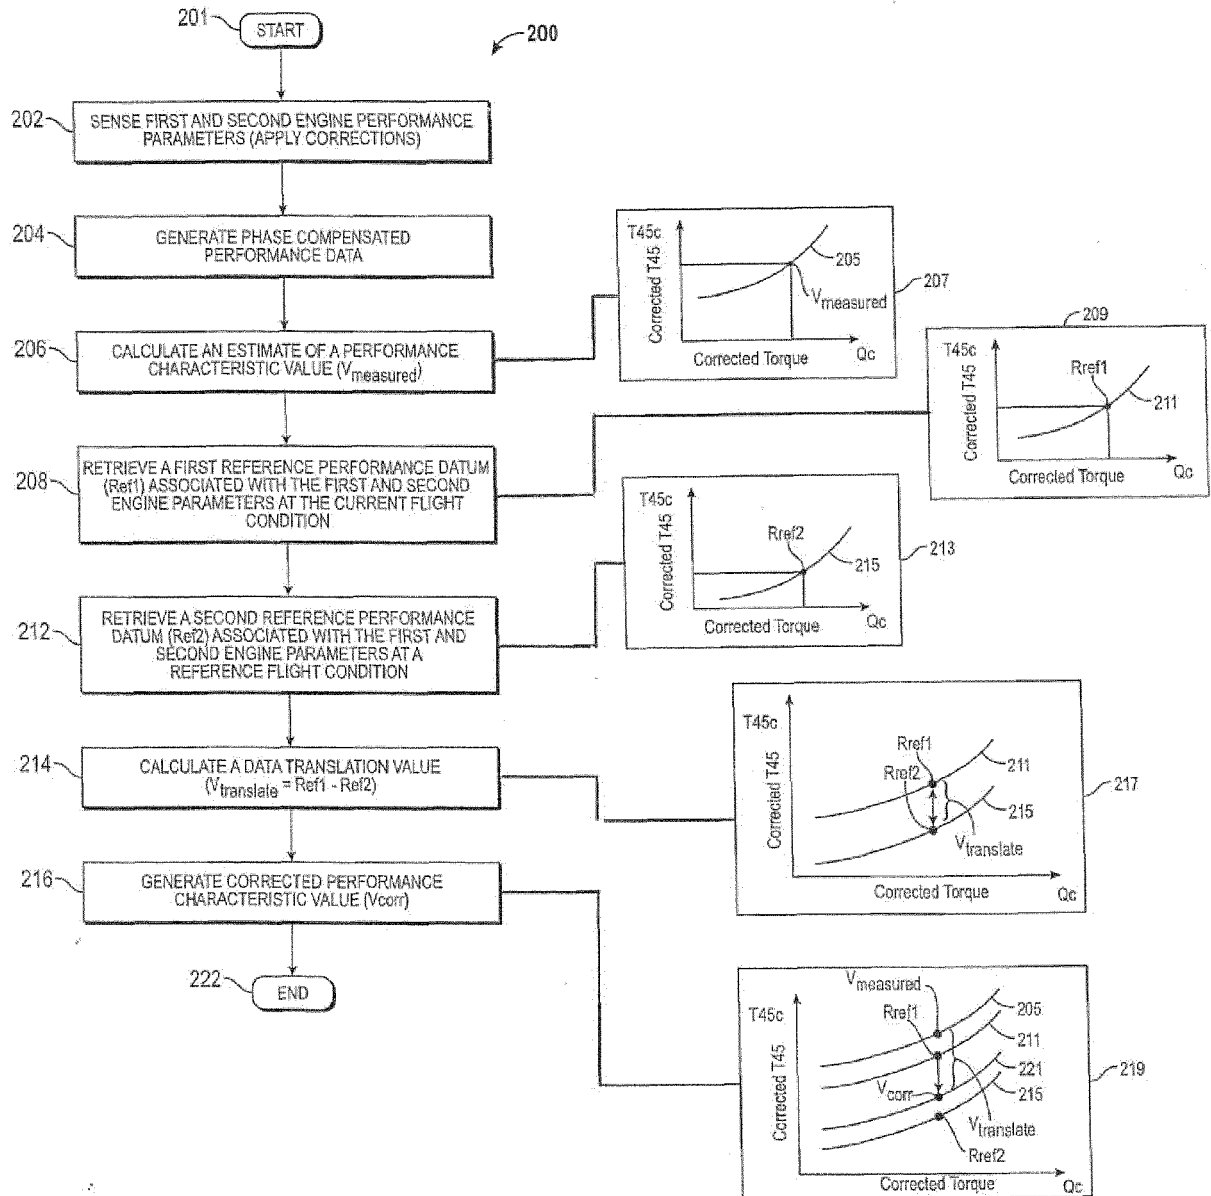 201
START
200
202
SENSE FIRST AND SECOND ENGINE PERFORMANCE
PARAMETERS (APPLY CORRECTIONS)
204
GENERATE PHASE COMPENSATED
PERFORMANCE DATA
206
CALCULATE AN ESTIMATE OF A PERFORMANCE
CHARACTERISTIC VALUE (Vmeasured)
T45c
Corrected T45
205
Vmeasured
Corrected Torque
Qc
207
208
RETRIEVE A FIRST REFERENCE PERFORMANCE DATUM
(Ref1) ASSOCIATED WITH THE FIRST AND SECOND
ENGINE PARAMETERS AT THE CURRENT FLIGHT
CONDITION
209
T45c
Corrected T45
Rref1
211
Corrected Torque
Qc
212
RETRIEVE A SECOND REFERENCE PERFORMANCE
DATUM (Ref2) ASSOCIATED WITH THE FIRST AND
SECOND ENGINE PARAMETERS AT A
REFERENCE FLIGHT CONDITION
T45c
Corrected T45
Rref2
215
Corrected Torque
Qc
213
214
CALCULATE A DATA TRANSLATION VALUE
(Vtranslate = Ref1 - Ref2)
T45c
Corrected T45
Rref1
Rref2
211
215
Vtranslate
Corrected Torque
Qc
217
216
GENERATE CORRECTED PERFORMANCE
CHARACTERISTIC VALUE (Vcorr)
222
END
T45c
Corrected T45
Vmeasured
Rref1
205
211
221
215
Vcorr
Vtranslate
Rref2
Corrected Torque
Qc
219